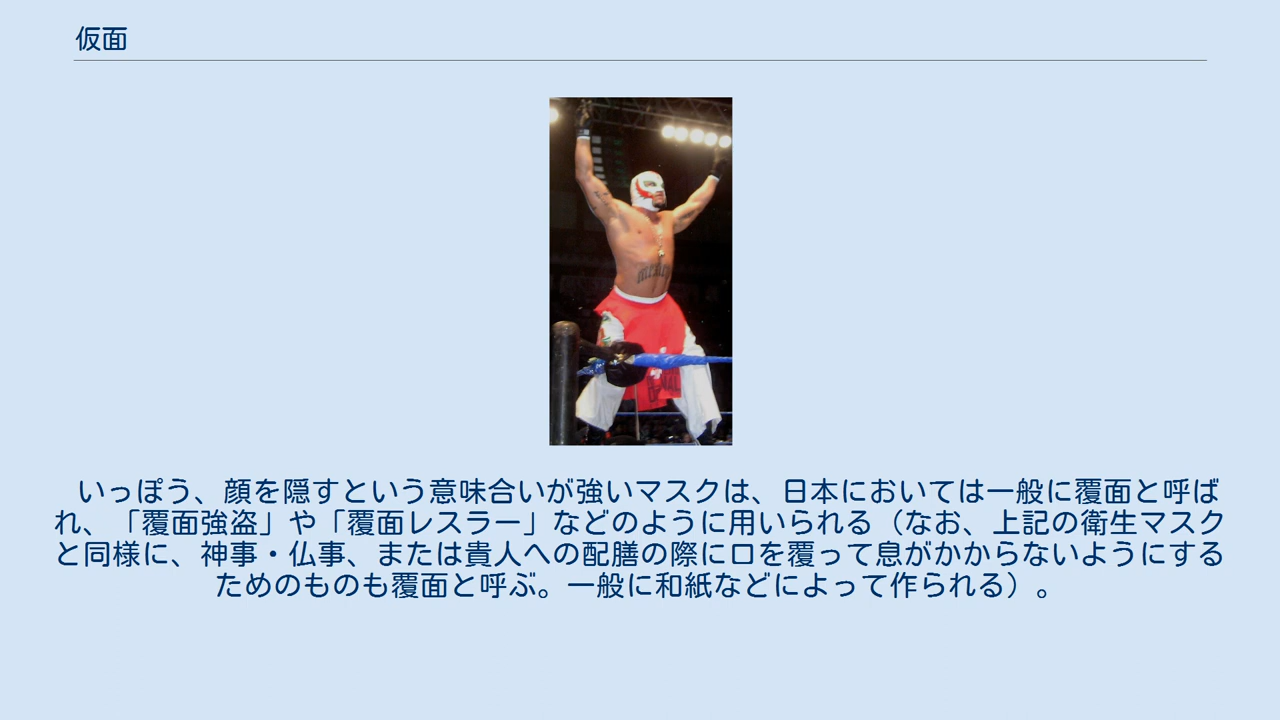 仮面
いっぽう、顔を隠すという意味合いが強いマスクは、日本においては一般に覆面と呼ば
れ、「覆面強盗」や「覆面レスラー」などのように用いられる（なお、上記の衛生マスク
と同様に、神事・仏事、または貴人への配膳の際に口を覆って息がかからないようにする
ためのものも覆面と呼ぶ。一般に和紙などによって作られる）。